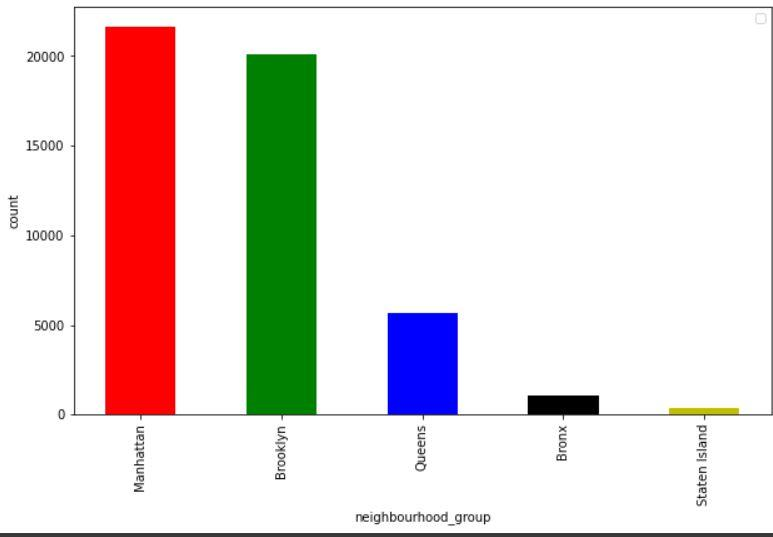 20000
15000
10000
5000
0
count
Manhattan
Brooklyn
Queens
Bronx
Staten Island
neighbourhood_group